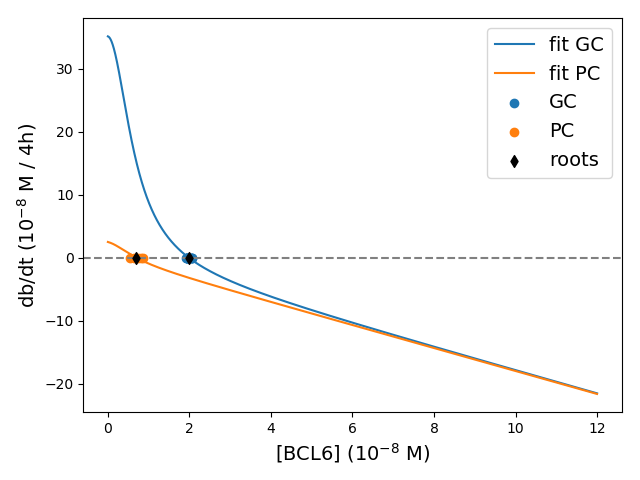 fit GC
fit PC
GC
PC
roots
30
20
10
0
−10
−20
db/dt (10⁻⁸ M / 4h)
0 2 4 6 8 10 12
[BCL6] (10⁻⁸ M)